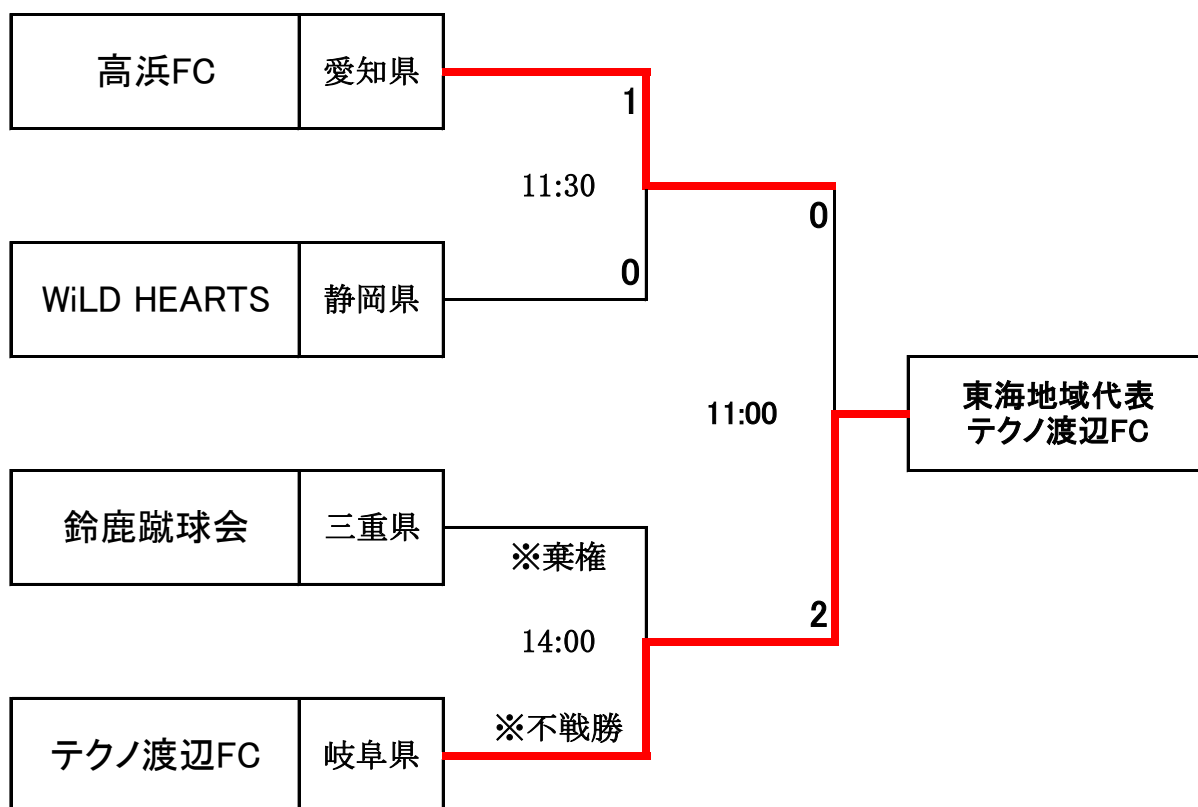 高浜FC
愛知県
1
11:30
0
0
WiLD HEARTS
静岡県
11:00
東海地域代表
テクノ渡辺FC
鈴鹿蹴球会
三重県
※棄権
14:00
2
テクノ渡辺FC
岐阜県
※不戦勝